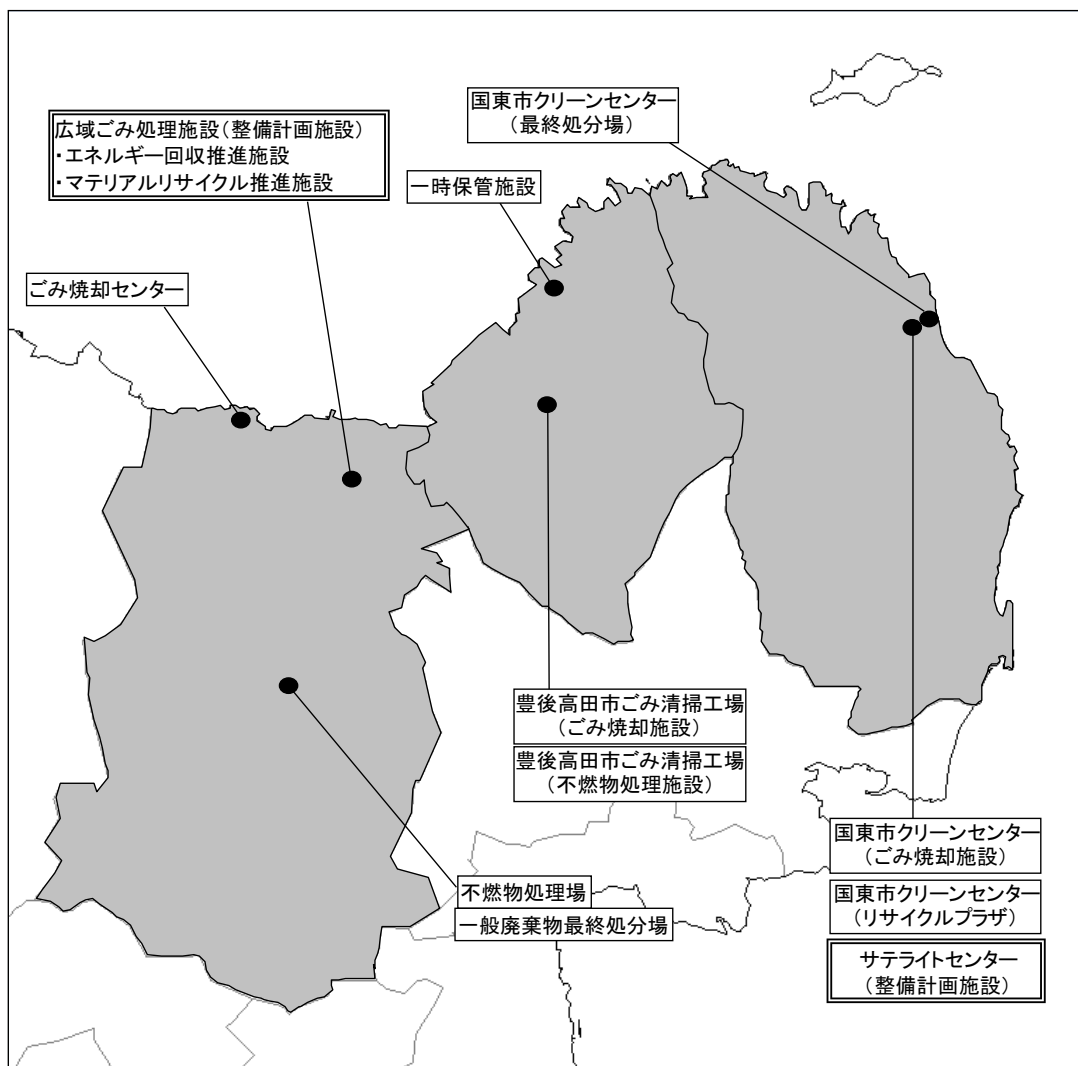 国東市クリーンセンター
（最終処分場）
広域ごみ処理施設（整備計画施設）
・エネルギー回収推進施設
・マテリアルリサイクル推進施設
一時保管施設
ごみ焼却センター
豊後高田市ごみ清掃工場
（ごみ焼却施設）
豊後高田市ごみ清掃工場
（不燃物処理施設）
国東市クリーンセンター
（ごみ焼却施設）
国東市クリーンセンター
（リサイクルプラザ）
サテライトセンター
（整備計画施設）
不燃物処理場
一般廃棄物最終処分場